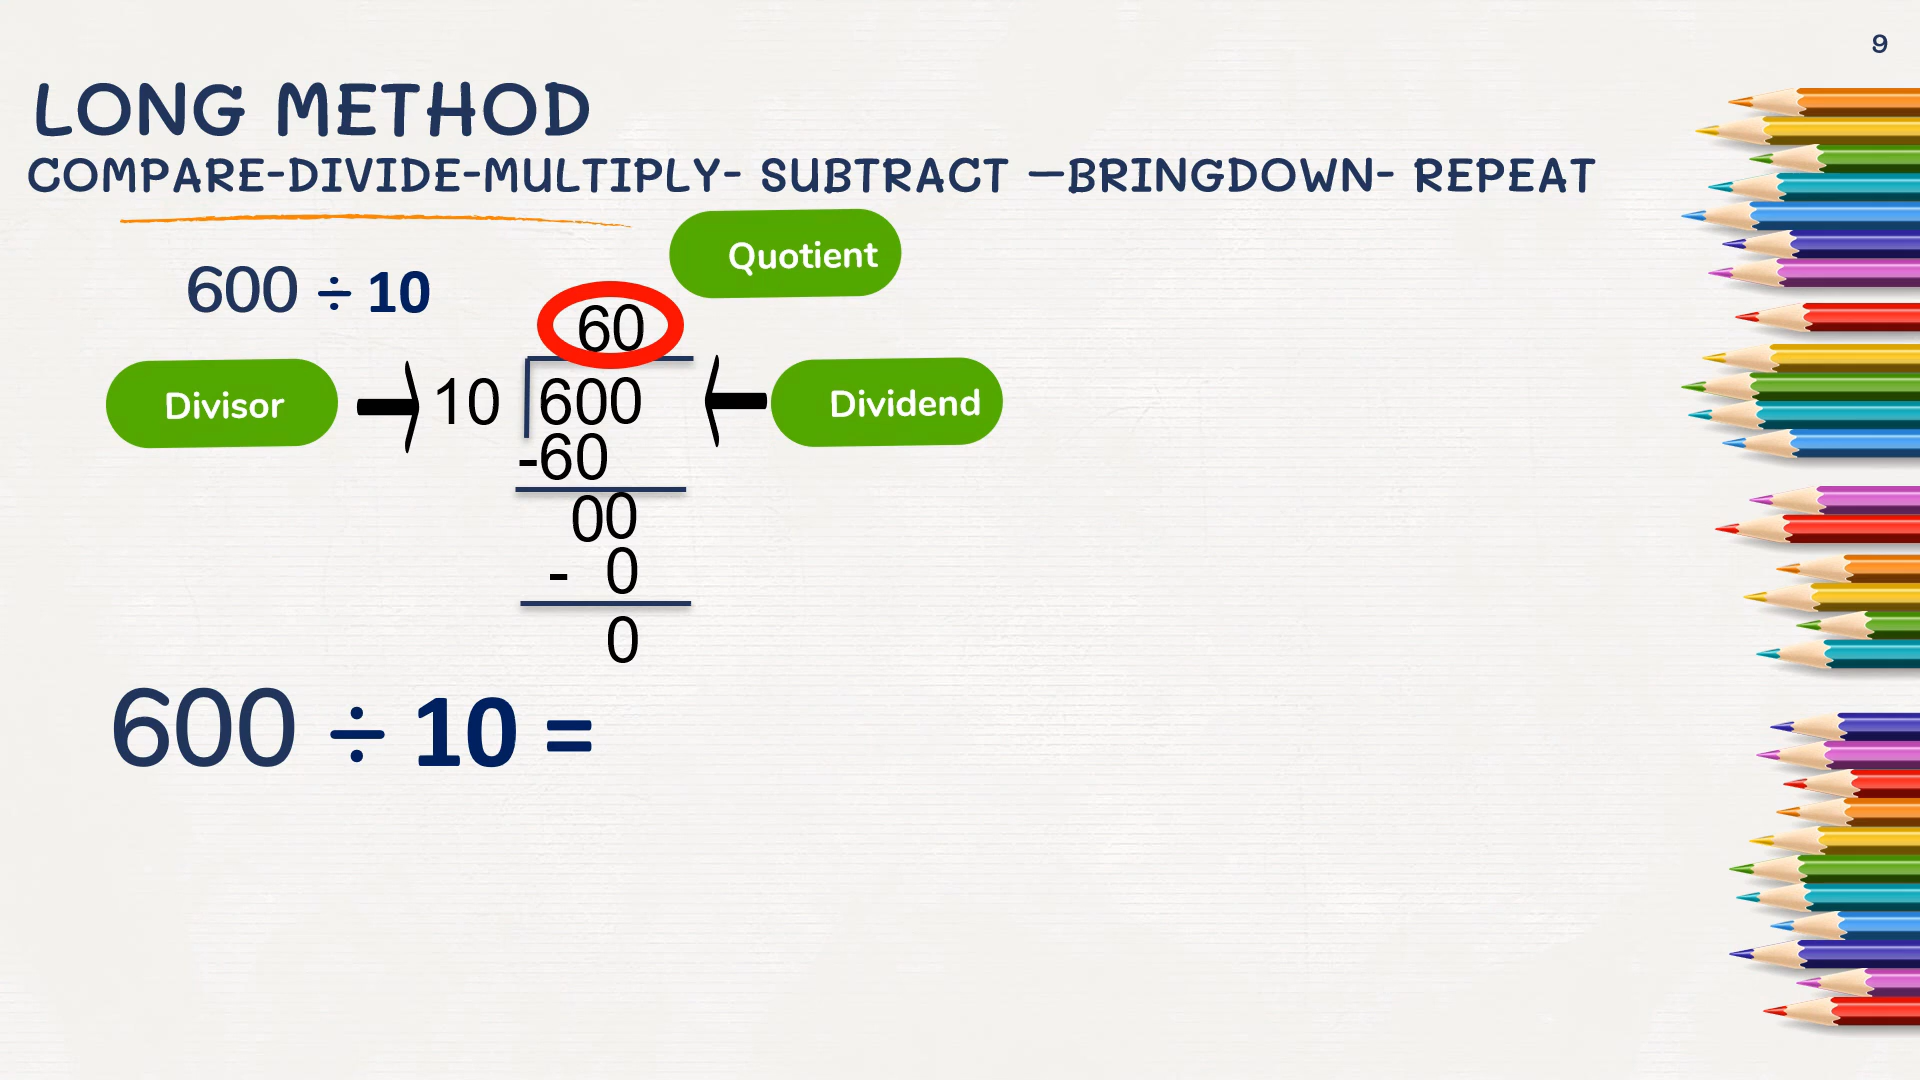 9
LONG METHOD
COMPARE-DIVIDE-MULTIPLY- SUBTRACT –BRINGDOWN- REPEAT
Quotient
600 ÷ 10
60
Divisor
10 600
Dividend
-60
00
- 0
0
600 ÷ 10 =